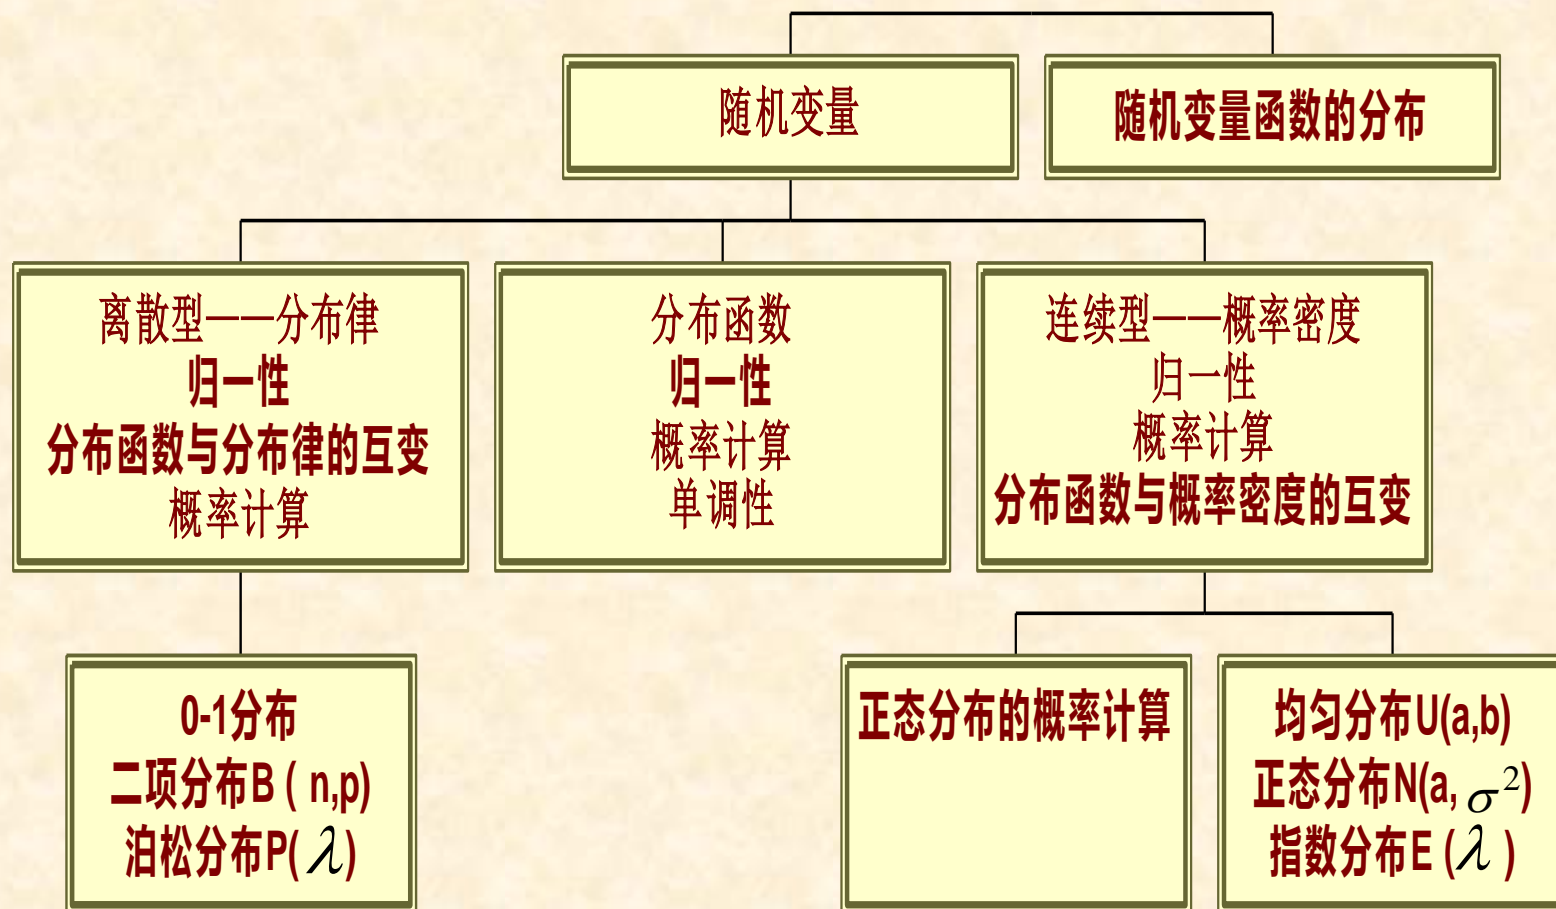 随机变量
随机变量函数的分布
离散型——分布律
归一性
分布函数与分布律的互变
概率计算
分布函数
归一性
概率计算
单调性
连续型——概率密度
归一性
概率计算
分布函数与概率密度的互变
0-1分布
二项分布B ( n,p)
泊松分布P( λ)
正态分布的概率计算
均匀分布U(a,b)
正态分布N(a, σ²)
指数分布E (λ )